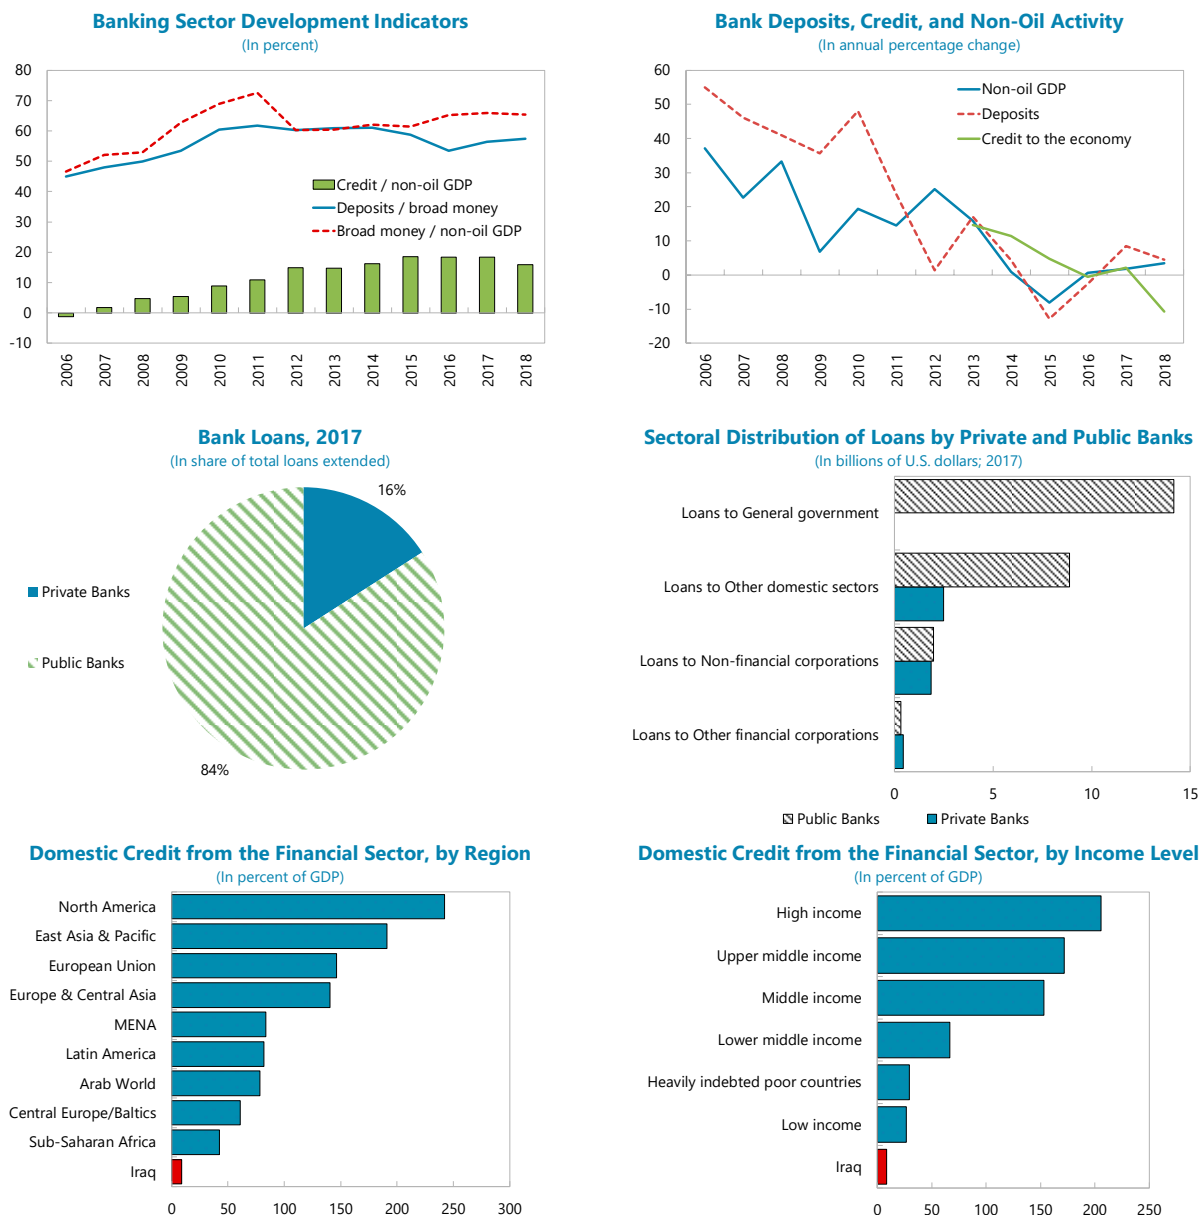 Banking Sector Development Indicators
(In percent)
80
70
60
50
40
30
20
10
0
-10
Credit / non-oil GDP
Deposits / broad money
Broad money / non-oil GDP
2006
2007
2008
2009
2010
2011
2012
2013
2014
2015
2016
2017
2018
Bank Deposits, Credit, and Non-Oil Activity
(In annual percentage change)
60
50
40
30
20
10
0
-10
-20
Non-oil GDP
Deposits
Credit to the economy
2006
2007
2008
2009
2010
2011
2012
2013
2014
2015
2016
2017
2018
Bank Loans, 2017
(In share of total loans extended)
16%
Private Banks
Public Banks
84%
Sectoral Distribution of Loans by Private and Public Banks
(In billions of U.S. dollars; 2017)
Loans to General government
Loans to Other domestic sectors
Loans to Non-financial corporations
Loans to Other financial corporations
0 5 10 15
Public Banks Private Banks
Domestic Credit from the Financial Sector, by Region
(In percent of GDP)
North America
East Asia & Pacific
European Union
Europe & Central Asia
MENA
Latin America
Arab World
Central Europe/Baltics
Sub-Saharan Africa
Iraq
0 50 100 150 200 250 300
Domestic Credit from the Financial Sector, by Income Level
(In percent of GDP)
High income
Upper middle income
Middle income
Lower middle income
Heavily indebted poor countries
Low income
Iraq
0 50 100 150 200 250